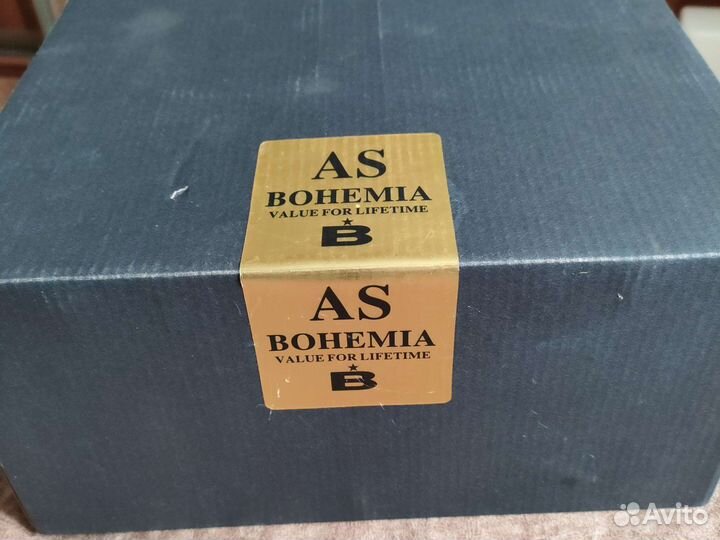 AS
BOHEMIA
VALUE FOR LIFETIME
B
AS
BOHEMIA
VALUE FOR LIFETIME
B
Avito